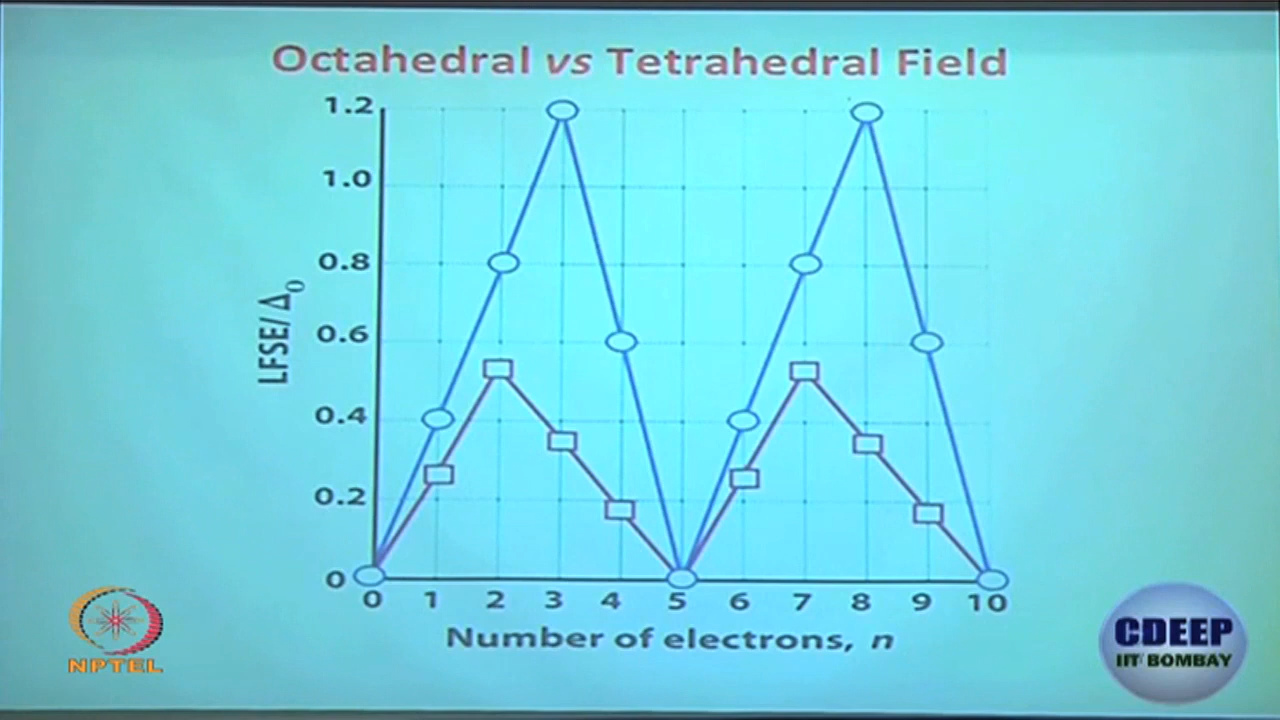 Octahedral vs Tetrahedral Field
1.2
1.0
0.8
0.6
0.4
0.2
0
LFSE/Δ0
0 1 2 3 4 5 6 7 8 9 10
Number of electrons, n
NPTEL
CDEEP
IIT BOMBAY